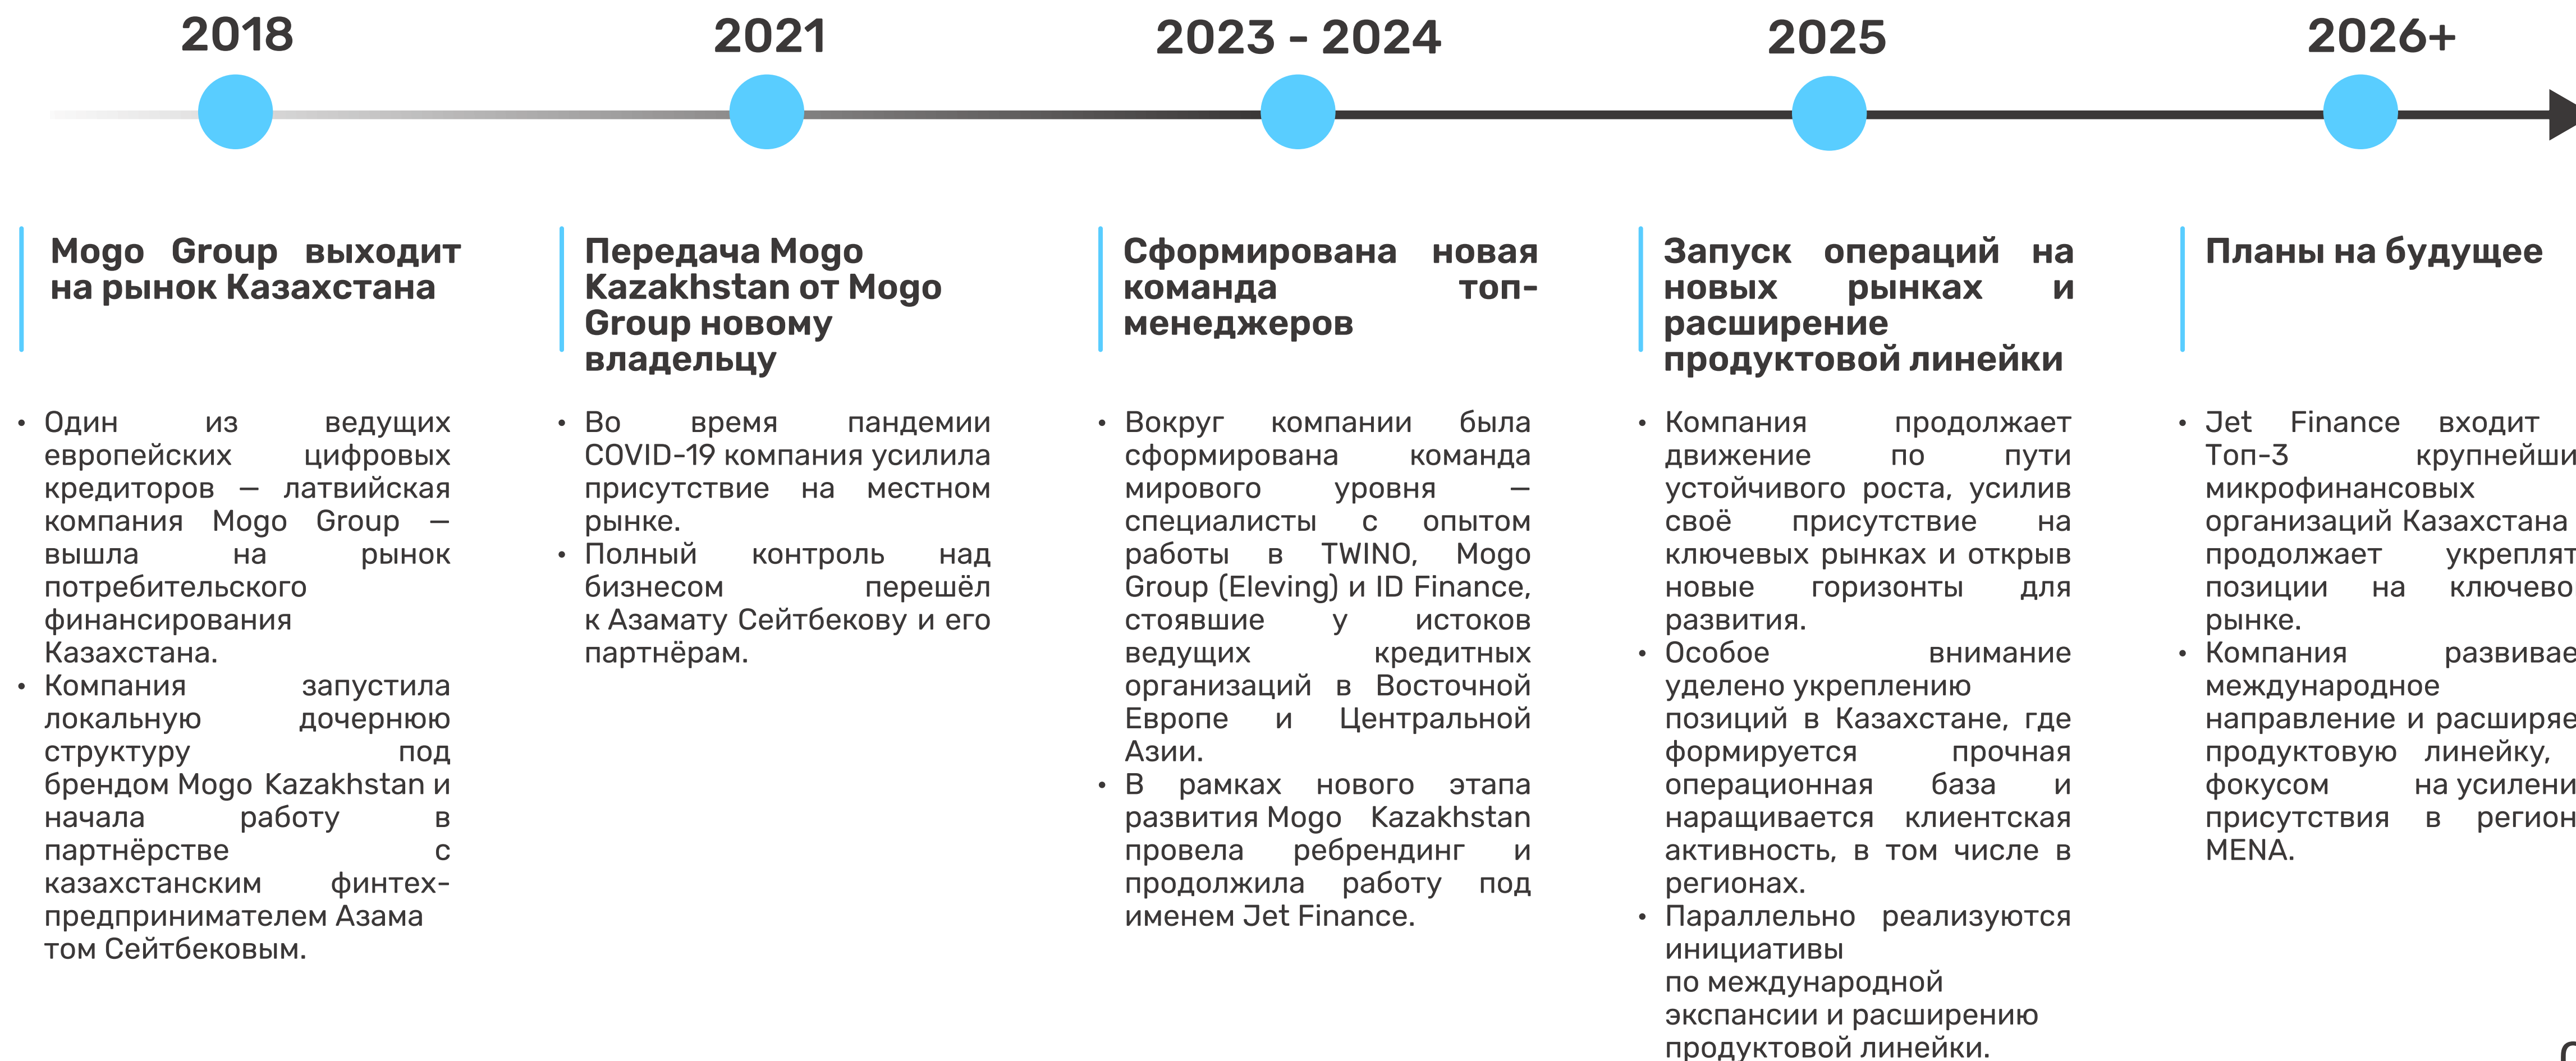 2018
2021
2023 - 2024
2025
2026+
Mogo Group выходит
на рынок Казахстана
Один из ведущих
европейских цифровых
кредиторов – латвийская
компания Mogo Group –
вышла на рынок
потребительского
финансирования
Казахстана.
Компания запустила
локальную дочернюю
структуру под
брендом Mogo Kazakhstan и
начала работу в
партнёрстве с
казахстанским финтех-
предпринимателем Азама
том Сейтбековым.
Передача Mogo
Kazakhstan от Mogo
Group новому
владельцу
Во время пандемии
COVID-19 компания усилила
присутствие на местном
рынке.
Полный контроль над
бизнесом перешёл
к Азамату Сейтбекову и его
партнёрам.
Сформирована новая
команда топ-
менеджеров
Вокруг компании была
сформирована команда
мирового уровня –
специалисты с опытом
работы в TWINO, Mogo
Group (Eleving) и ID Finance,
стоявшие у истоков
ведущих кредитных
организаций в Восточной
Европе и Центральной
Азии.
В рамках нового этапа
развития Mogo Kazakhstan
провела ребрендинг и
продолжила работу под
именем Jet Finance.
Запуск операций на
новых рынках и
расширение
продуктовой линейки
Компания продолжает
движение по пути
устойчивого роста, усилив
своё присутствие на
ключевых рынках и открыв
новые горизонты для
развития.
Особое внимание
уделено укреплению
позиций в Казахстане, где
формируется прочная
операционная база и
наращивается клиентская
активность, в том числе в
регионах.
Параллельно реализуются
инициативы
по международной
экспансии и расширению
продуктовой линейки.
Планы на будущее
Jet Finance входит
Топ-3 крупнейши
микрофинансовых
организаций Казахстана
продолжает укреплят
позиции на ключево
рынке.
Компания развивае
международное
направление и расширяе
продуктовую линейку,
фокусом на усилени
присутствия в регион
MENA.